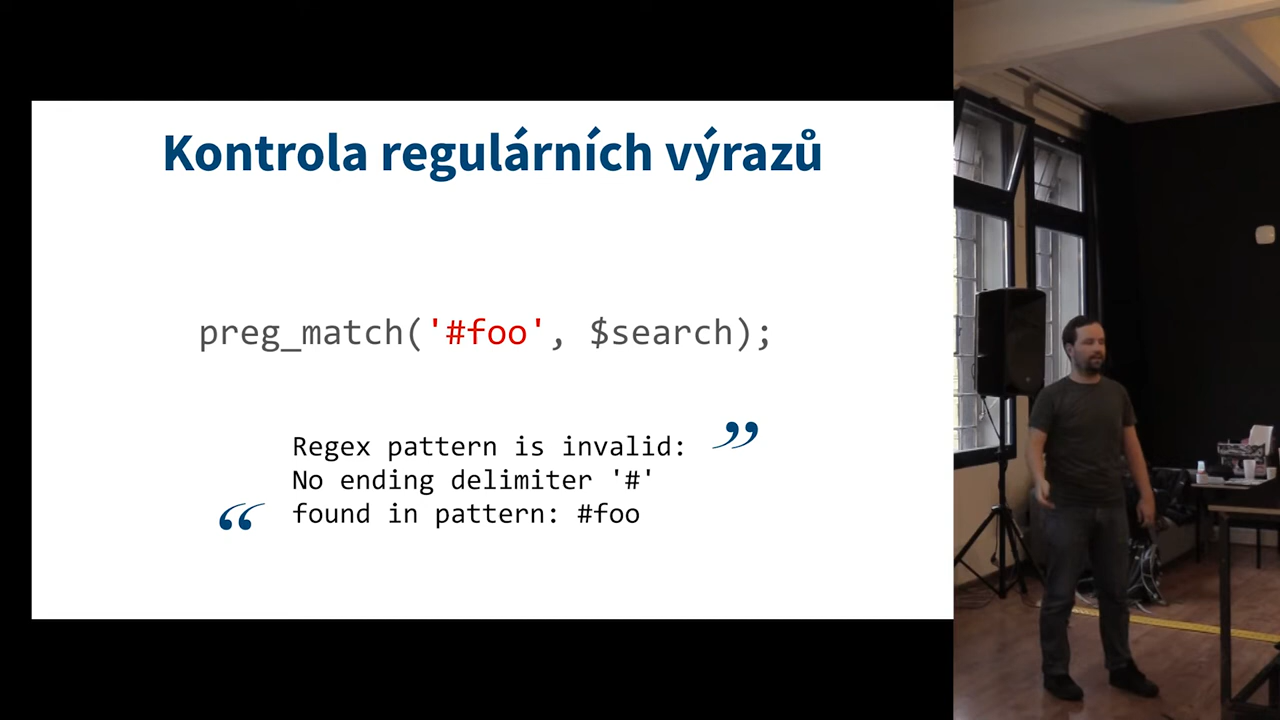 Kontrola regulárních výrazů
preg_match('#foo', $search);
Regex pattern is invalid: ”
No ending delimiter '#'
“ found in pattern: #foo